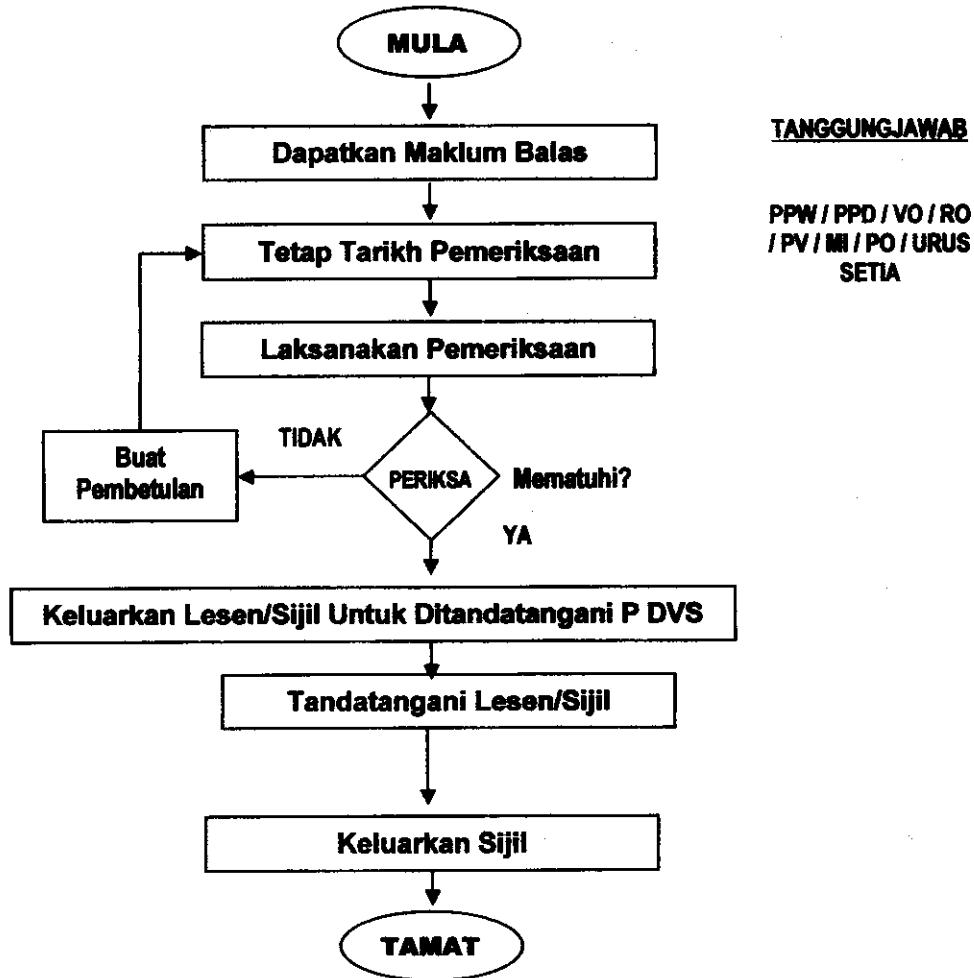 MULA
Dapatkan Maklum Balas
TANGGUNGJAWAB
PPW / PPD / VO / RO
/ PV / MI / PO / URUS
SETIA
Tetap Tarikh Pemeriksaan
Laksanakan Pemeriksaan
TIDAK
Buat
Pembetulan
PERIKSA
Mematuhi?
YA
Keluarkan Lesen/Sijil Untuk Ditandatangani P DVS
Tandatangani Lesen/Sijil
Keluarkan Sijil
TAMAT